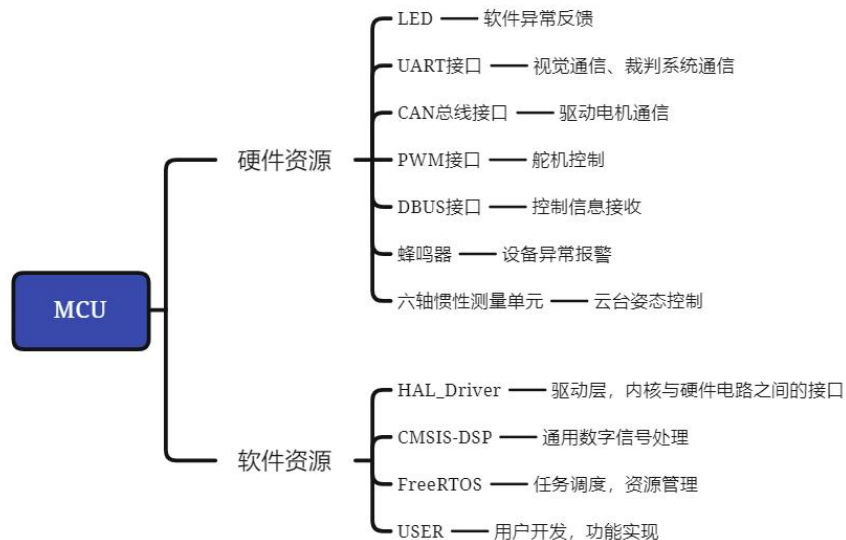 MCU
硬件资源
LED 软件异常反馈
UART接口 视觉通信、裁判系统通信
CAN总线接口 驱动电机通信
PWM接口 舵机控制
DBUS接口 控制信息接收
蜂鸣器 设备异常报警
六轴惯性测量单元 云台姿态控制
软件资源
HAL_Driver 驱动层，内核与硬件电路之间的接口
CMSIS-DSP 通用数字信号处理
FreeRTOS 任务调度，资源管理
USER 用户开发，功能实现